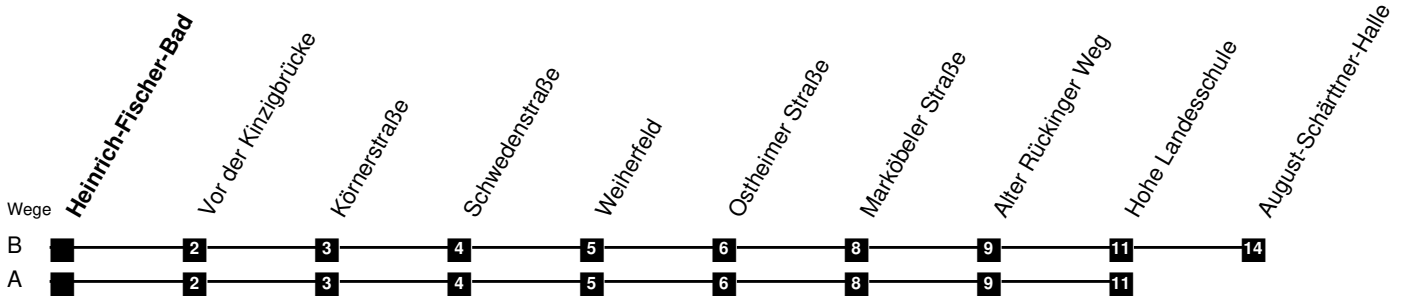 Heinrich-Fischer-Bad
Vor der Kinzigbrücke
Körnerstraße
Schwedenstraße
Weiherfeld
Ostheimer Straße
Marköbeler Straße
Alter Rückinger Weg
Hohe Landesschule
August-Schärttner-Halle
Wege
B 2 3 4 5 6 8 9 11 14
A 2 3 4 5 6 8 9 11